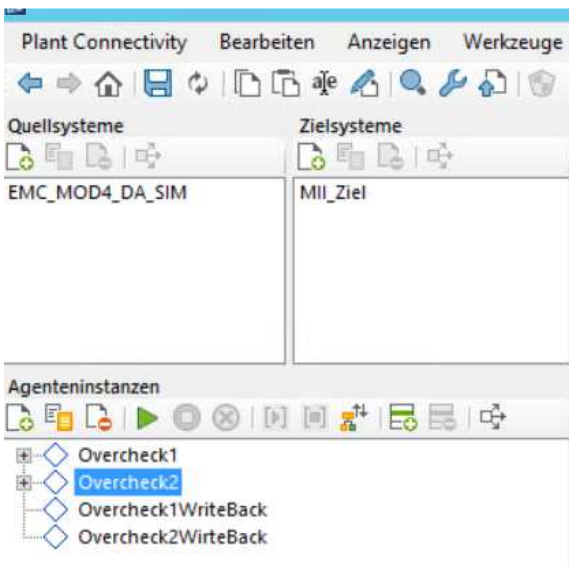 Plant Connectivity Bearbeiten Anzeigen Werkzeuge
Quellsysteme Zielsysteme
EMC_MOD4_DA_SIM MII_Ziel
Agenteninstanzen
Overcheck1
Overcheck2
Overcheck1WriteBack
Overcheck2WirteBack